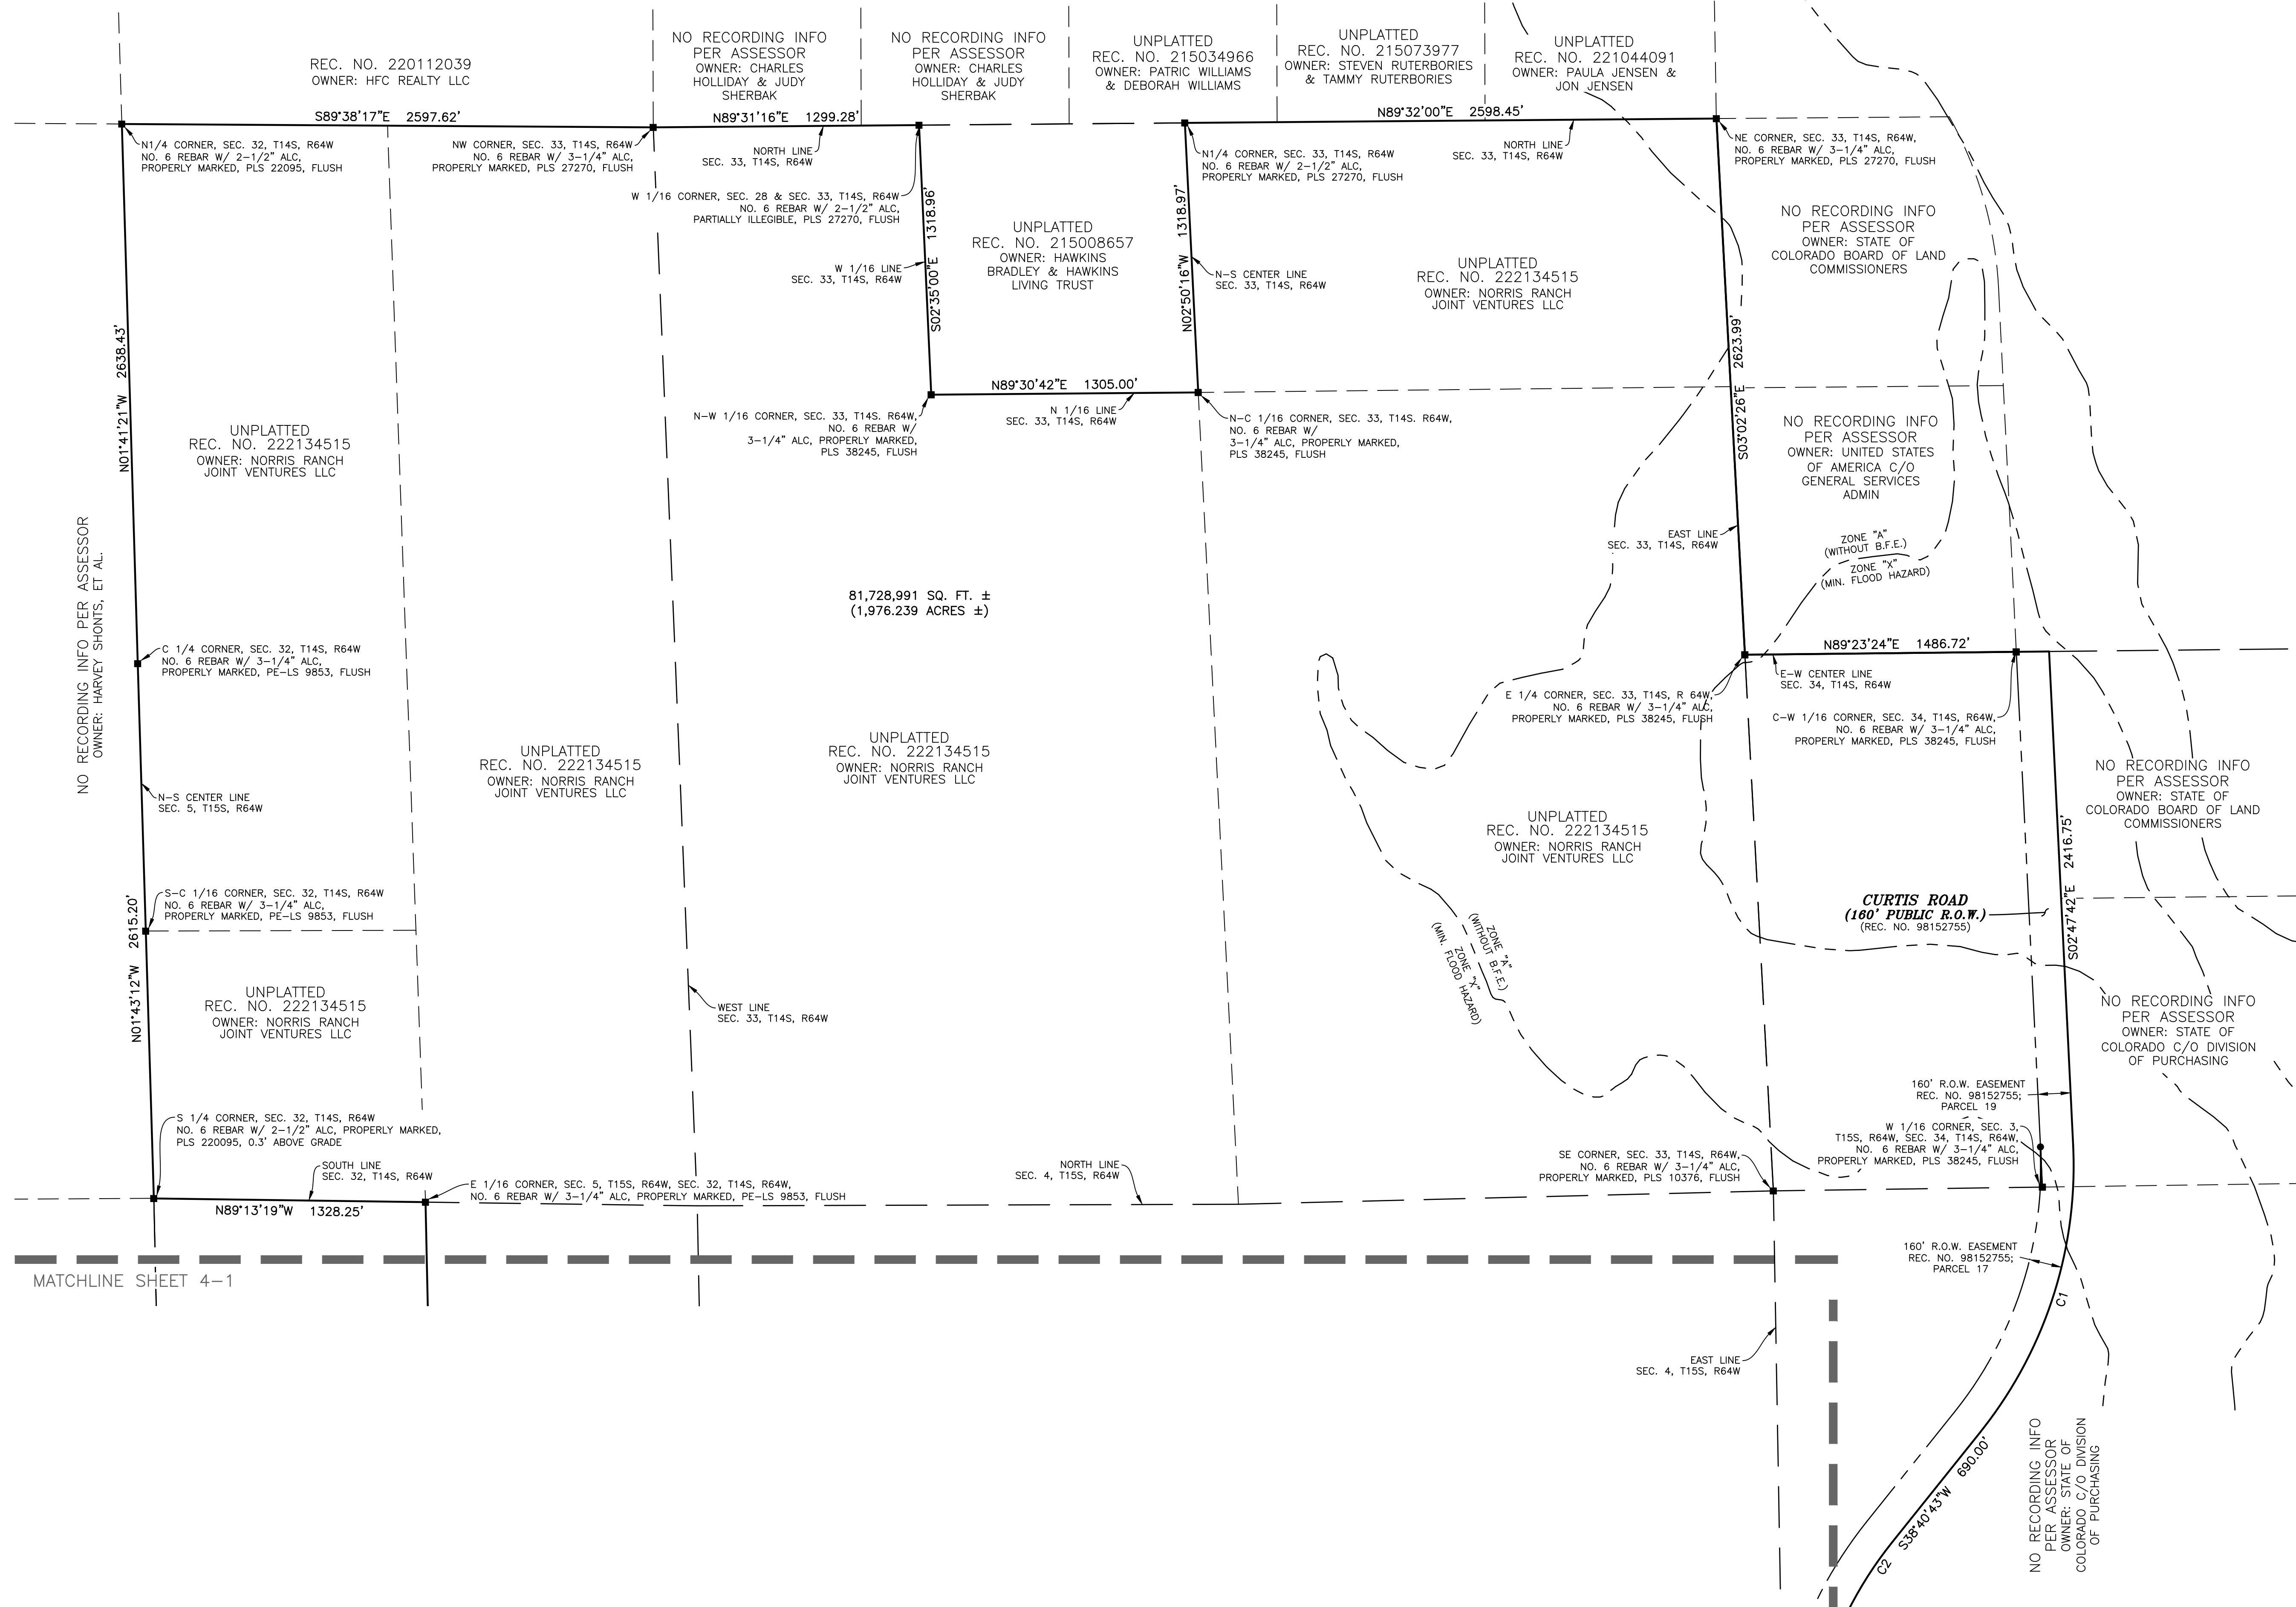 REC. NO. 220112039
OWNER: HFC REALTY LLC
NO RECORDING INFO
PER ASSESSOR
OWNER: CHARLES
HOLLIDAY & JUDY
SHERBAK
NO RECORDING INFO
PER ASSESSOR
OWNER: CHARLES
HOLLIDAY & JUDY
SHERBAK
UNPLATTED
REC. NO. 215034966
OWNER: PATRIC WILLIAMS
& DEBORAH WILLIAMS
UNPLATTED
REC. NO. 215073977
OWNER: STEVEN RUTERBORIES
& TAMMY RUTERBORIES
UNPLATTED
REC. NO. 221044091
OWNER: PAULA JENSEN &
JON JENSEN
S89°38'17"E 2597.62'
N89°31'16"E 1299.28'
N89°32'00"E 2598.45'
N1/4 CORNER, SEC. 32, T14S, R64W
NO. 6 REBAR W/ 2-1/2" ALC,
PROPERLY MARKED, PLS 22095, FLUSH
NW CORNER, SEC. 33, T14S, R64W
NO. 6 REBAR W/ 3-1/4" ALC,
PROPERLY MARKED, PLS 27270, FLUSH
NORTH LINE
SEC. 33, T14S, R64W
W 1/16 CORNER, SEC. 28 & SEC. 33, T14S, R64W
NO. 6 REBAR W/ 2-1/2" ALC,
PARTIALLY ILLEGIBLE, PLS 27270, FLUSH
N1/4 CORNER, SEC. 33, T14S, R64W
NO. 6 REBAR W/ 2-1/2" ALC,
PROPERLY MARKED, PLS 27270, FLUSH
NORTH LINE
SEC. 33, T14S, R64W
NE CORNER, SEC. 33, T14S, R64W,
NO. 6 REBAR W/ 3-1/4" ALC,
PROPERLY MARKED, PLS 27270, FLUSH
W 1/16 LINE
SEC. 33, T14S, R64W
S02°35'00"E 1318.96'
UNPLATTED
REC. NO. 215008657
OWNER: HAWKINS
BRADLEY & HAWKINS
LIVING TRUST
N02°50'16"W 1318.97'
N-S CENTER LINE
SEC. 33, T14S, R64W
UNPLATTED
REC. NO. 222134515
OWNER: NORRIS RANCH
JOINT VENTURES LLC
NO RECORDING INFO
PER ASSESSOR
OWNER: STATE OF
COLORADO BOARD OF LAND
COMMISSIONERS
N01°41'21"W 2638.43'
S03°02'26"E 2623.99'
N89°30'42"E 1305.00'
N-W 1/16 CORNER, SEC. 33, T14S. R64W,
NO. 6 REBAR W/
3-1/4" ALC, PROPERLY MARKED,
PLS 38245, FLUSH
N 1/16 LINE
SEC. 33, T14S, R64W
N-C 1/16 CORNER, SEC. 33, T14S. R64W,
NO. 6 REBAR W/
3-1/4" ALC, PROPERLY MARKED,
PLS 38245, FLUSH
UNPLATTED
REC. NO. 222134515
OWNER: NORRIS RANCH
JOINT VENTURES LLC
NO RECORDING INFO
PER ASSESSOR
OWNER: UNITED STATES
OF AMERICA C/O
GENERAL SERVICES
ADMIN
NO RECORDING INFO PER ASSESSOR
OWNER: HARVEY SHONTS, ET AL.
EAST LINE
SEC. 33, T14S, R64W
ZONE "A"
(WITHOUT B.F.E.)
ZONE "X"
(MIN. FLOOD HAZARD)
81,728,991 SQ. FT. ±
(1,976.239 ACRES ±)
C 1/4 CORNER, SEC. 32, T14S, R64W
NO. 6 REBAR W/ 3-1/4" ALC,
PROPERLY MARKED, PE-LS 9853, FLUSH
N89°23'24"E 1486.72'
E-W CENTER LINE
SEC. 34, T14S, R64W
E 1/4 CORNER, SEC. 33, T14S, R 64W,
NO. 6 REBAR W/ 3-1/4" ALC,
PROPERLY MARKED, PLS 38245, FLUSH
C-W 1/16 CORNER, SEC. 34, T14S, R64W,
NO. 6 REBAR W/ 3-1/4" ALC,
PROPERLY MARKED, PLS 38245, FLUSH
UNPLATTED
REC. NO. 222134515
OWNER: NORRIS RANCH
JOINT VENTURES LLC
UNPLATTED
REC. NO. 222134515
OWNER: NORRIS RANCH
JOINT VENTURES LLC
NO RECORDING INFO
PER ASSESSOR
OWNER: STATE OF
COLORADO BOARD OF LAND
COMMISSIONERS
N-S CENTER LINE
SEC. 5, T15S, R64W
UNPLATTED
REC. NO. 222134515
OWNER: NORRIS RANCH
JOINT VENTURES LLC
S02°47'42"E 2416.75'
S-C 1/16 CORNER, SEC. 32, T14S, R64W
NO. 6 REBAR W/ 3-1/4" ALC,
PROPERLY MARKED, PE-LS 9853, FLUSH
CURTIS ROAD
(160' PUBLIC R.O.W.)
(REC. NO. 98152755)
N01°43'12"W 2615.20'
ZONE "A"
(WITHOUT B.F.E.)
ZONE "X"
(MIN. FLOOD HAZARD)
UNPLATTED
REC. NO. 222134515
OWNER: NORRIS RANCH
JOINT VENTURES LLC
WEST LINE
SEC. 33, T14S, R64W
NO RECORDING INFO
PER ASSESSOR
OWNER: STATE OF
COLORADO C/O DIVISION
OF PURCHASING
160' R.O.W. EASEMENT
REC. NO. 98152755;
PARCEL 19
S 1/4 CORNER, SEC. 32, T14S, R64W
NO. 6 REBAR W/ 2-1/2" ALC, PROPERLY MARKED,
PLS 220095, 0.3' ABOVE GRADE
W 1/16 CORNER, SEC. 3,
T15S, R64W, SEC. 34, T14S, R64W,
NO. 6 REBAR W/ 3-1/4" ALC,
PROPERLY MARKED, PLS 38245, FLUSH
SOUTH LINE
SEC. 32, T14S, R64W
NORTH LINE
SEC. 4, T15S, R64W
SE CORNER, SEC. 33, T14S, R64W,
NO. 6 REBAR W/ 3-1/4" ALC,
PROPERLY MARKED, PLS 10376, FLUSH
E 1/16 CORNER, SEC. 5, T15S, R64W, SEC. 32, T14S, R64W,
NO. 6 REBAR W/ 3-1/4" ALC, PROPERLY MARKED, PE-LS 9853, FLUSH
N89°13'19"W 1328.25'
160' R.O.W. EASEMENT
REC. NO. 98152755;
PARCEL 17
MATCHLINE SHEET 4-1
C1
EAST LINE
SEC. 4, T15S, R64W
S38°40'43"W 690.00'
C2
NO RECORDING INFO
PER ASSESSOR
OWNER: STATE OF
COLORADO C/O DIVISION
OF PURCHASING